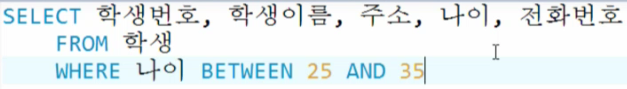 SELECT 학생번호, 학생이름, 주소, 나이, 전화번호
FROM 학생
WHERE 나이 BETWEEN 25 AND 35